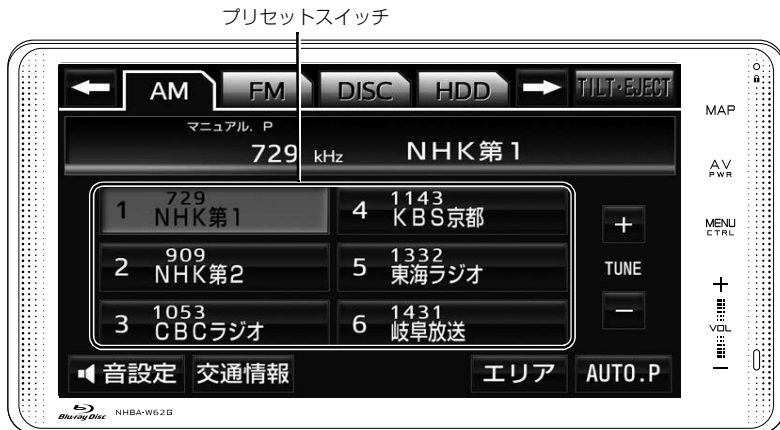 プリセットスイッチ
AM FM DISC HDD TILT·EJECT
マニュアル. P
729 kHz NHK第1
1 729 NHK第1
4 1143 KBS京都
2 909 NHK第2
5 1332 東海ラジオ
3 1053 CBCラジオ
6 1431 岐阜放送
+
TUNE
−
音設定 交通情報 エリア AUTO.P
MAP
AV
PWR
MENU
CTRL
+
VOL
−
Blu-ray Disc NHBA-W62G